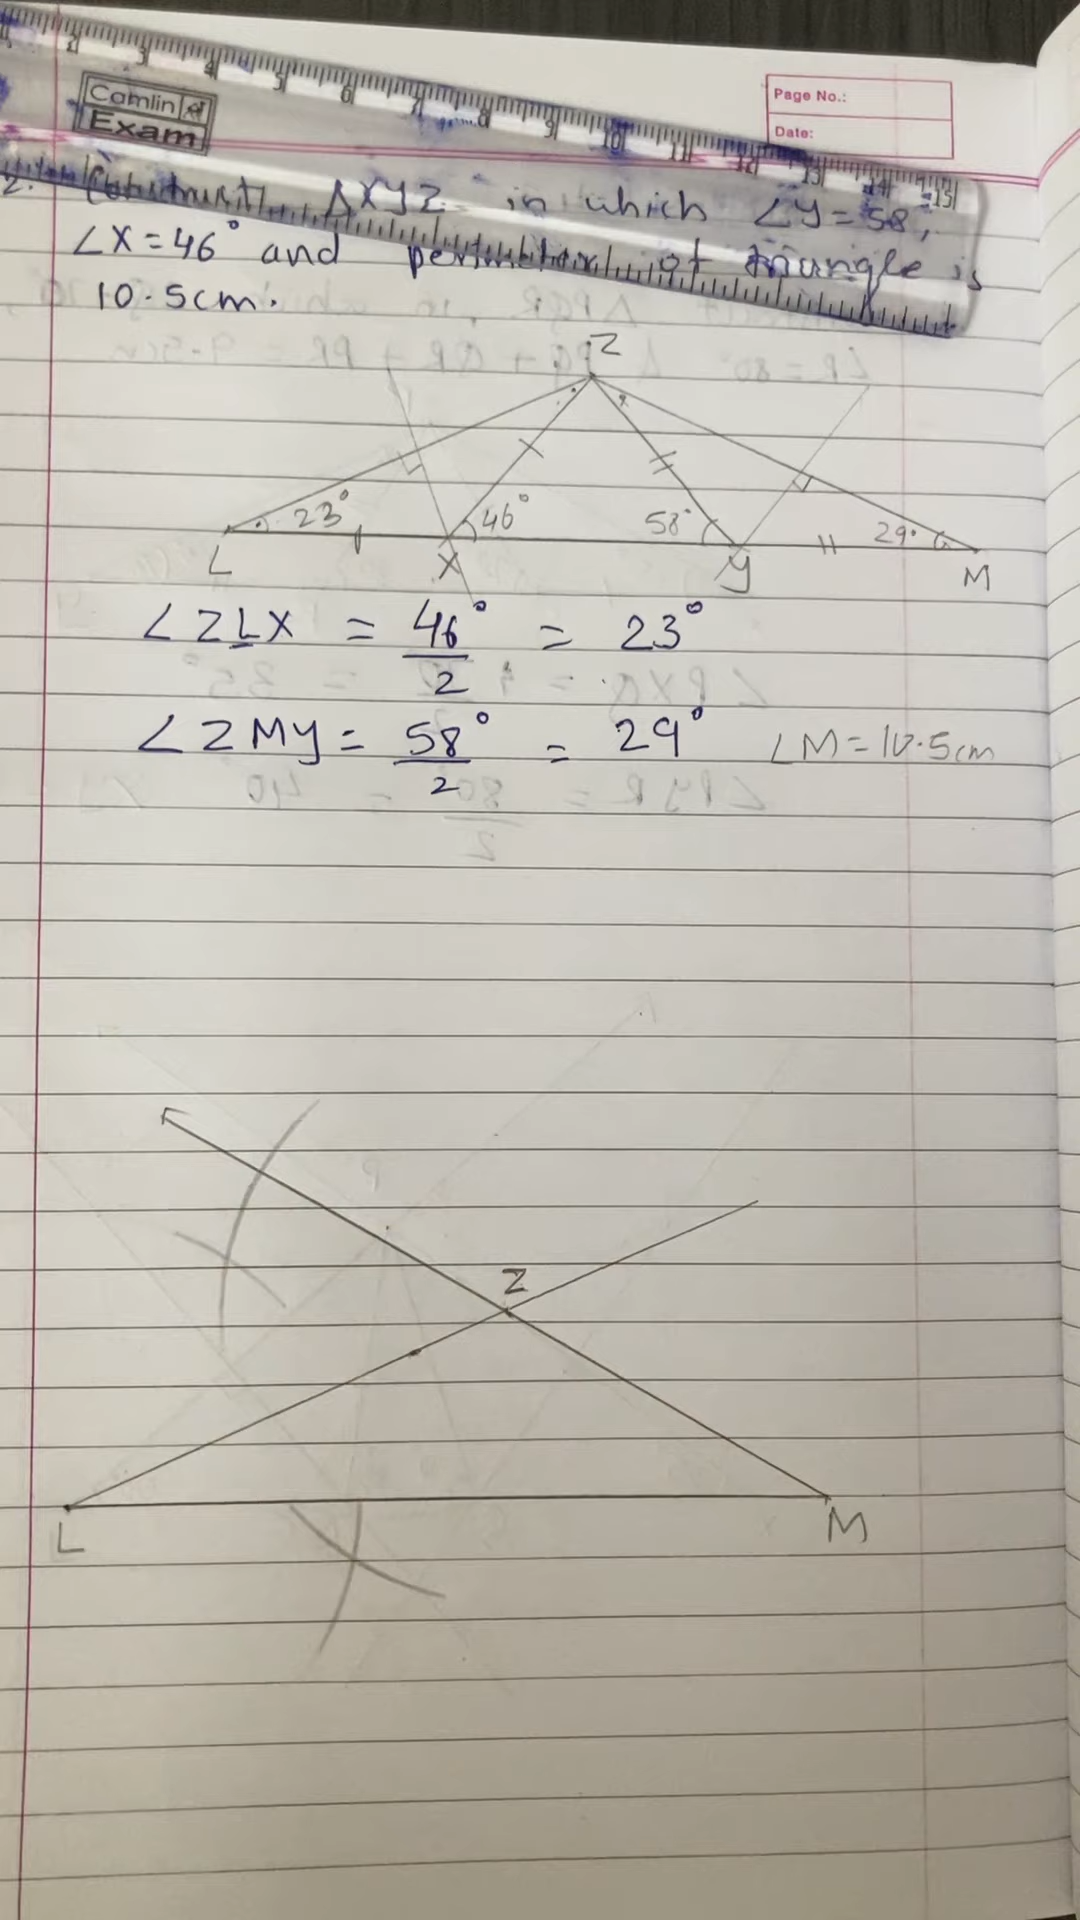 Camlin
Exam
Page No.:
Date:
2. Construct ΔXYZ in which ∠Y = 58°,
∠X = 46° and perimeter of triangle is
10.5cm.
Z
23° 46° 58° 29°
L X Y M
∠ZLX = 46°/2 = 23°
∠ZMY = 58°/2 = 29° LM = 10.5cm
Z
L M